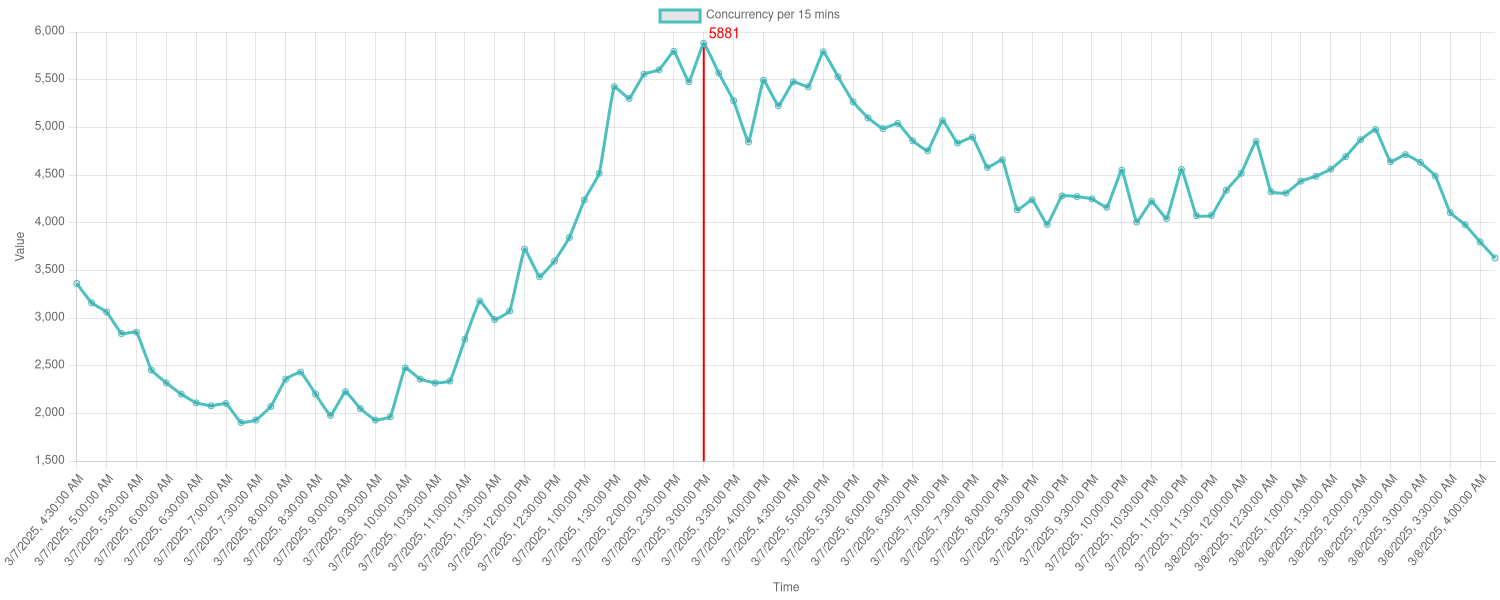 Concurrency per 15 mins
5881
6,000
5,500
5,000
4,500
4,000
3,500
3,000
2,500
2,000
1,500
Value
3/7/2025, 4:30:00 AM
3/7/2025, 5:00:00 AM
3/7/2025, 5:30:00 AM
3/7/2025, 6:00:00 AM
3/7/2025, 6:30:00 AM
3/7/2025, 7:00:00 AM
3/7/2025, 7:30:00 AM
3/7/2025, 8:00:00 AM
3/7/2025, 8:30:00 AM
3/7/2025, 9:00:00 AM
3/7/2025, 9:30:00 AM
3/7/2025, 10:00:00 AM
3/7/2025, 10:30:00 AM
3/7/2025, 11:00:00 AM
3/7/2025, 11:30:00 AM
3/7/2025, 12:00:00 PM
3/7/2025, 12:30:00 PM
3/7/2025, 1:00:00 PM
3/7/2025, 1:30:00 PM
3/7/2025, 2:00:00 PM
3/7/2025, 2:30:00 PM
3/7/2025, 3:00:00 PM
3/7/2025, 3:30:00 PM
3/7/2025, 4:00:00 PM
3/7/2025, 4:30:00 PM
3/7/2025, 5:00:00 PM
3/7/2025, 5:30:00 PM
3/7/2025, 6:00:00 PM
3/7/2025, 6:30:00 PM
3/7/2025, 7:00:00 PM
3/7/2025, 7:30:00 PM
3/7/2025, 8:00:00 PM
3/7/2025, 8:30:00 PM
3/7/2025, 9:00:00 PM
3/7/2025, 9:30:00 PM
3/7/2025, 10:00:00 PM
3/7/2025, 10:30:00 PM
3/7/2025, 11:00:00 PM
3/7/2025, 11:30:00 PM
3/8/2025, 12:00:00 AM
3/8/2025, 12:30:00 AM
3/8/2025, 1:00:00 AM
3/8/2025, 1:30:00 AM
3/8/2025, 2:00:00 AM
3/8/2025, 2:30:00 AM
3/8/2025, 3:00:00 AM
3/8/2025, 3:30:00 AM
3/8/2025, 4:00:00 AM
Time